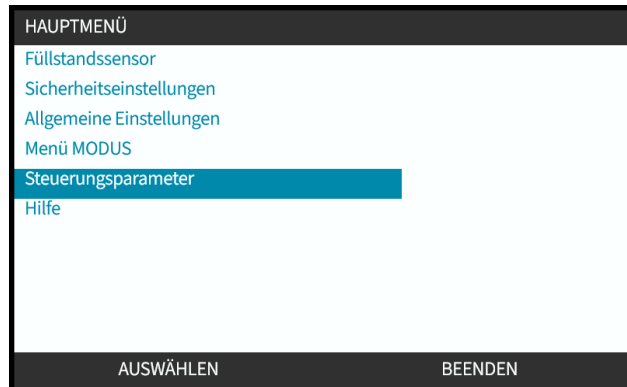 HAUPTMENÜ
Füllstandssensor
Sicherheitseinstellungen
Allgemeine Einstellungen
Menü MODUS
Steuerungsparameter
Hilfe
AUSWÄHLEN BEENDEN